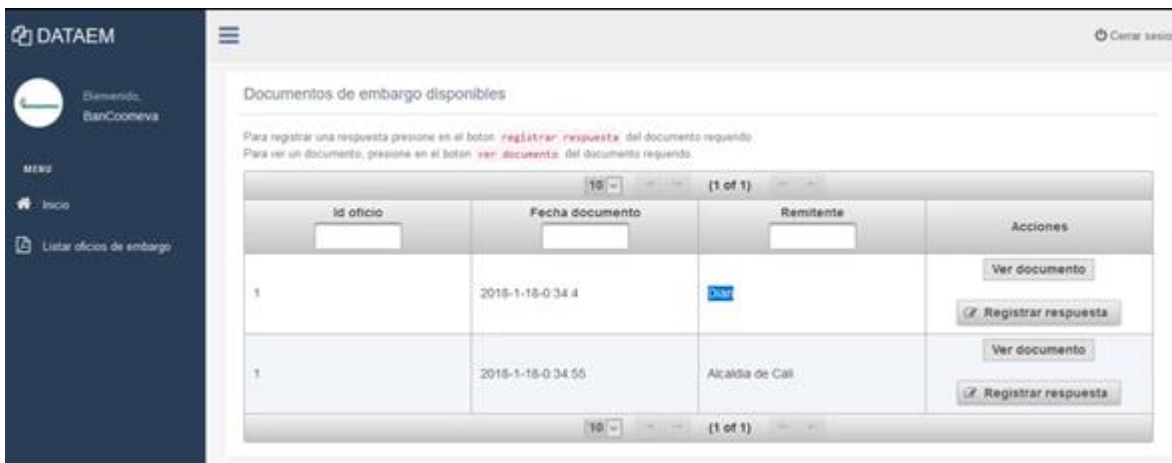 DATAEM
Cerrar sesio
Bienvenido,
BanCoomeva
MENU
Inicio
Listar oficios de embargo
Documentos de embargo disponibles
Para registrar una respuesta presione en el boton registrar respuesta del documento requerido.
Para ver un documento, presione en el boton ver documento del documento requerido.
10 (1 of 1)
Id oficio Fecha documento Remitente Acciones
1 2018-1-18-0:34:4 Dian Ver documento
Registrar respuesta
1 2018-1-18-0:34:55 Alcaldia de Cali Ver documento
Registrar respuesta
10 (1 of 1)